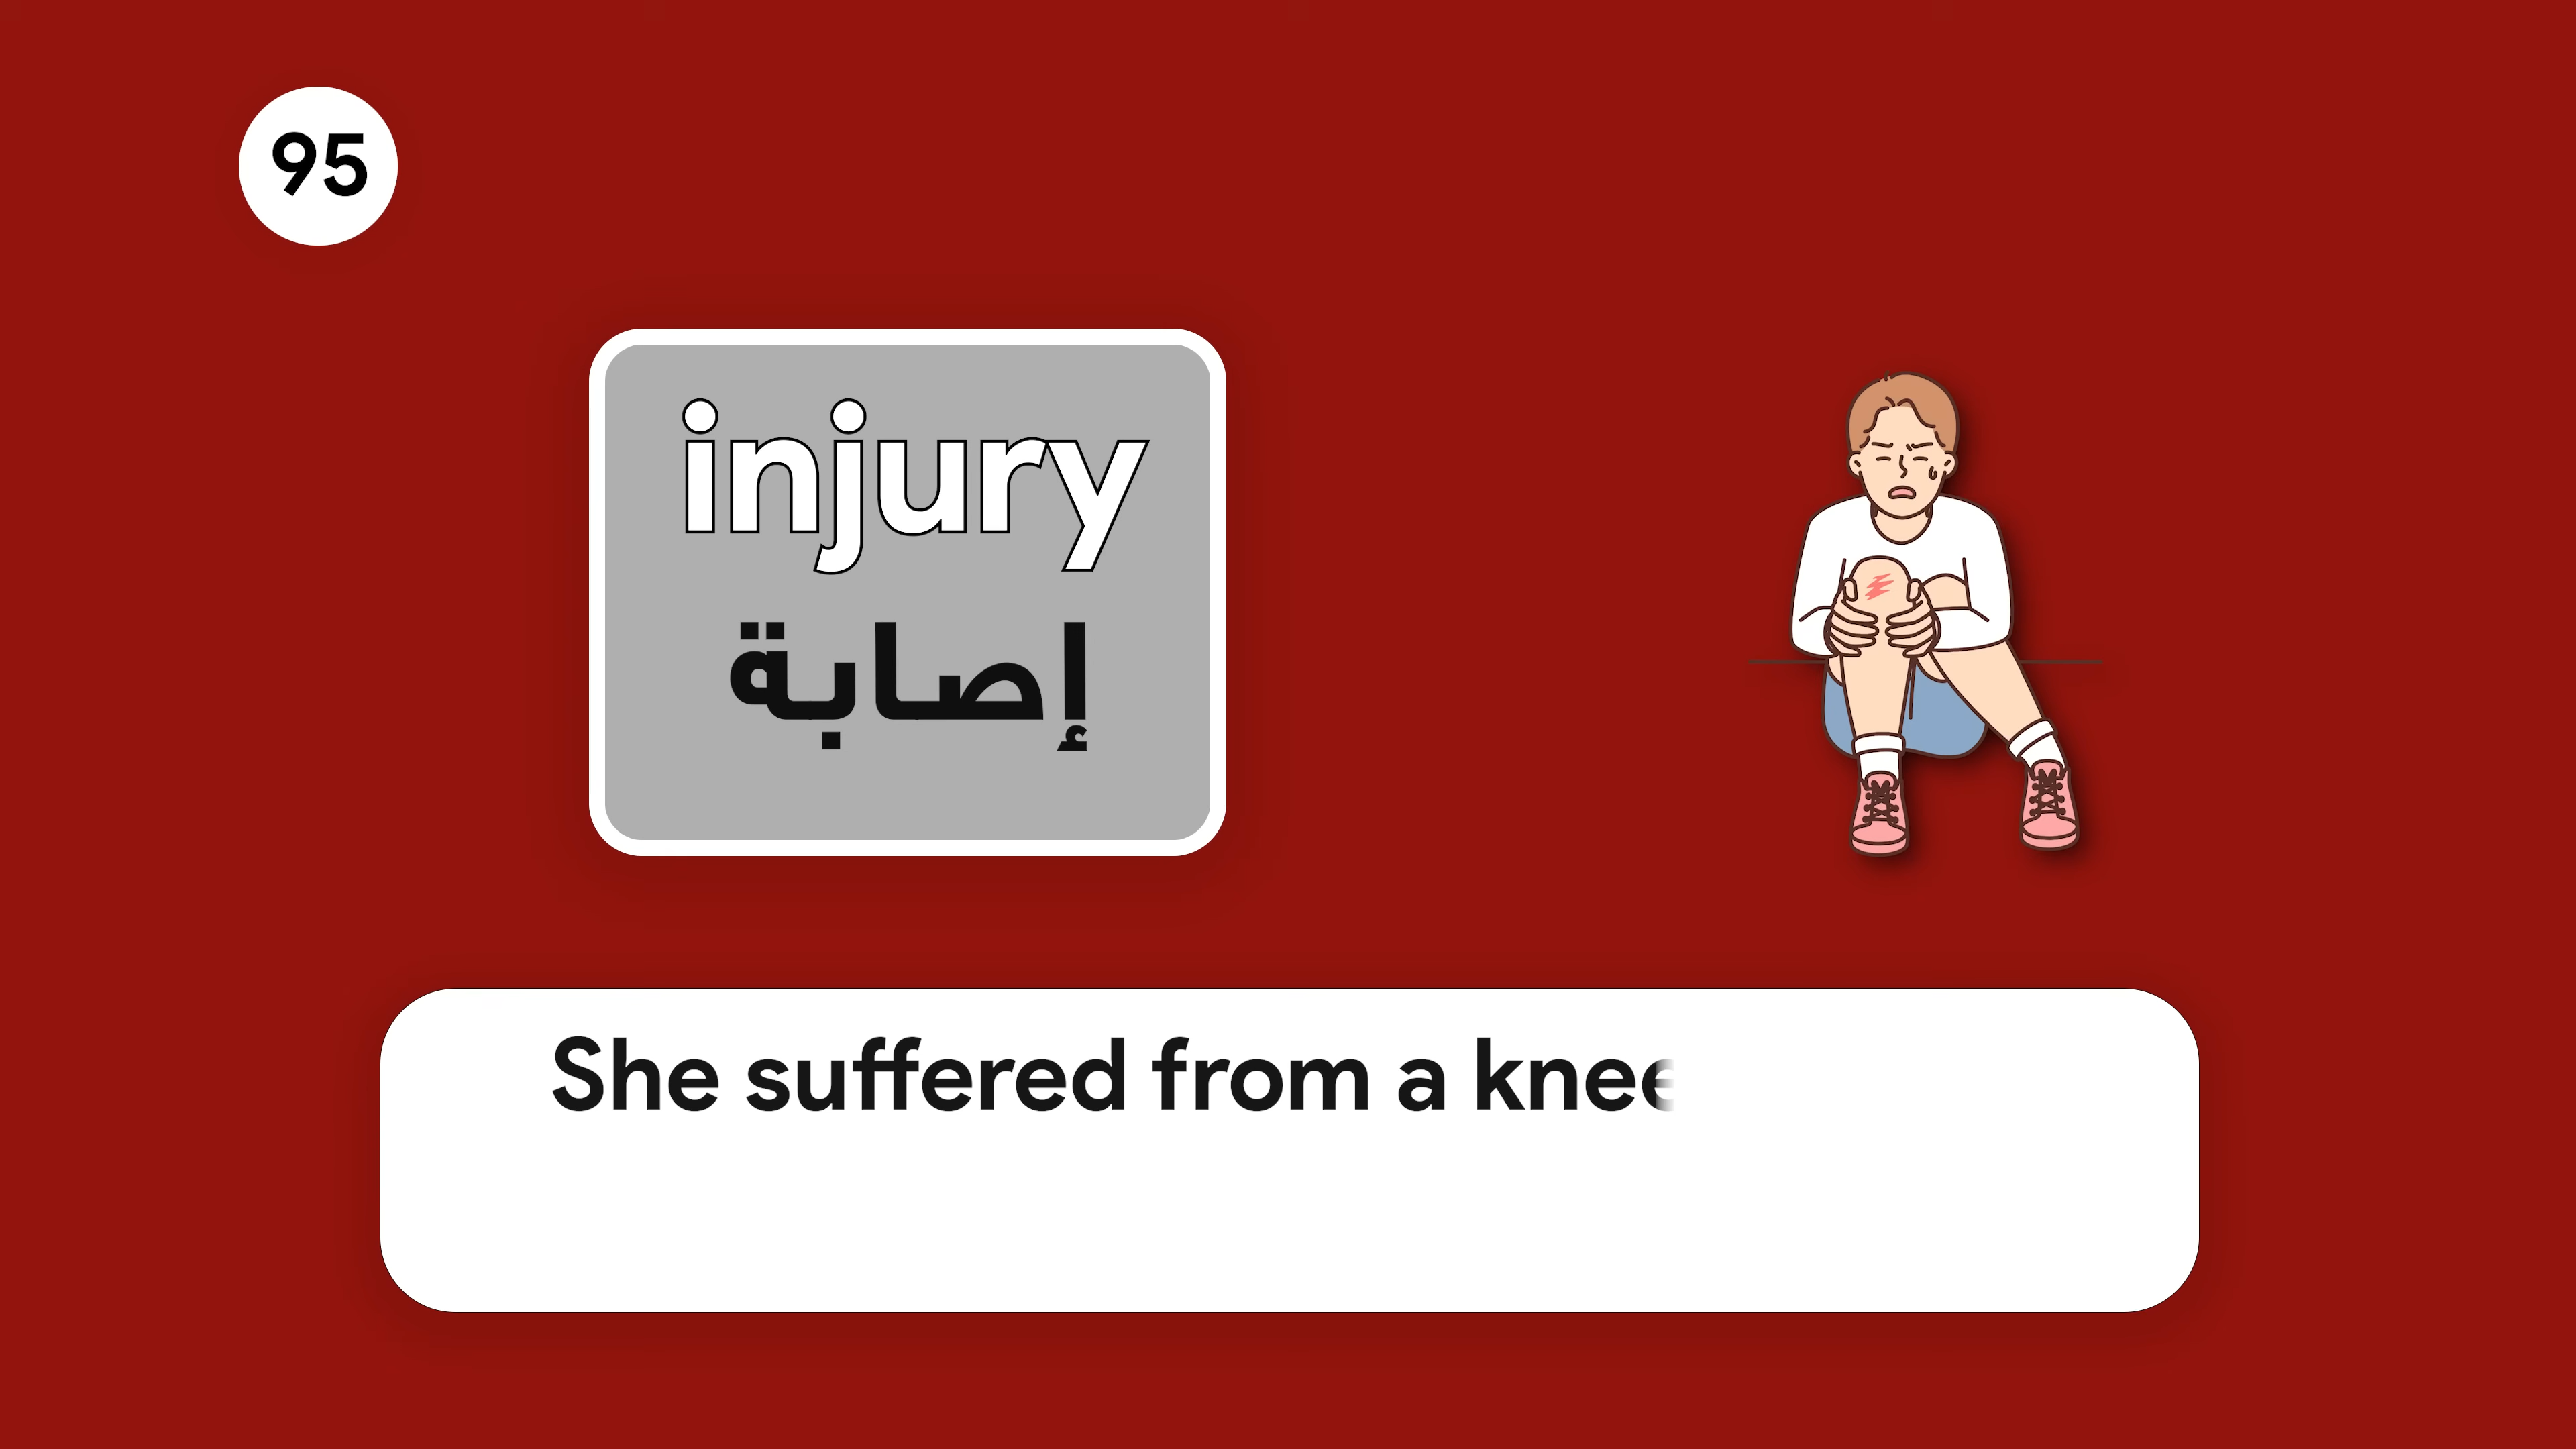 95
injury
إصابة
She suffered from a knee